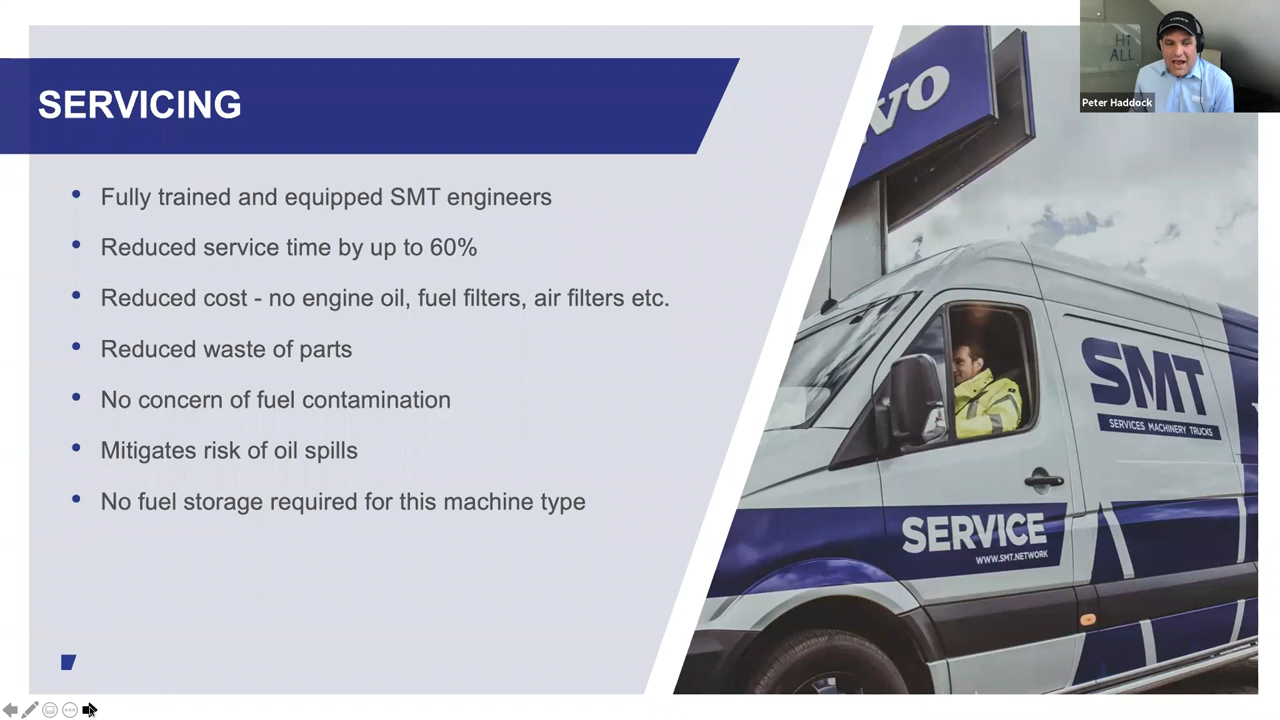 SERVICING
Fully trained and equipped SMT engineers
Reduced service time by up to 60%
Reduced cost - no engine oil, fuel filters, air filters etc.
Reduced waste of parts
No concern of fuel contamination
Mitigates risk of oil spills
No fuel storage required for this machine type
VO
SMT
SERVICES MACHINERY TRUCKS
SERVICE
WWW.SMT.NETWORK
Hi
ALL
Peter Haddock